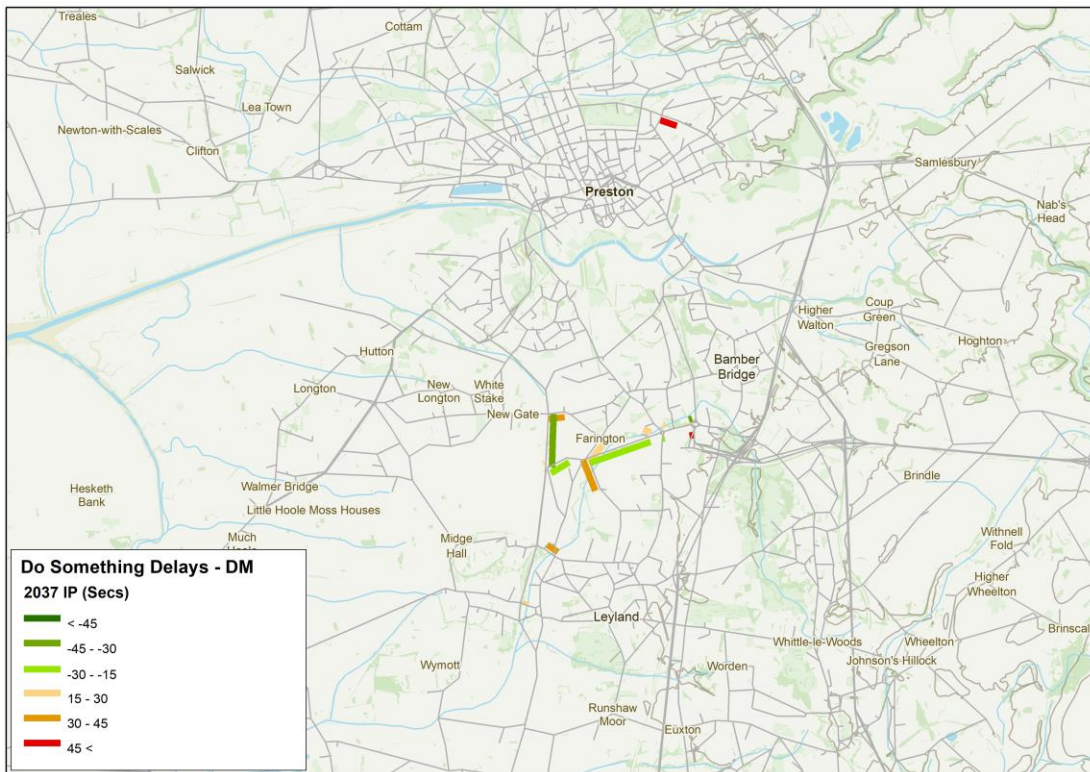 Treales
Cottam
Salwick
Lea Town
Newton-with-Scales
Clifton
Samlesbury
Preston
Nab's
Head
Higher
Walton
Coup
Green
Gregson
Lane
Hoghton
Hutton
Bamber
Bridge
Longton
New
Longton
White
Stake
New Gate
Farington
Brindle
Hesketh
Bank
Walmer Bridge
Little Hoole Moss Houses
Much
Midge
Hall
Withnell
Fold
Higher
Wheelton
Leyland
Brinscal
Whittle-le-Woods
Wheelton
Johnson's Hillock
Wymott
Worden
Runshaw
Moor
Euxton
Do Something Delays - DM
2037 IP (Secs)
< -45
-45 - -30
-30 - -15
15 - 30
30 - 45
45 <